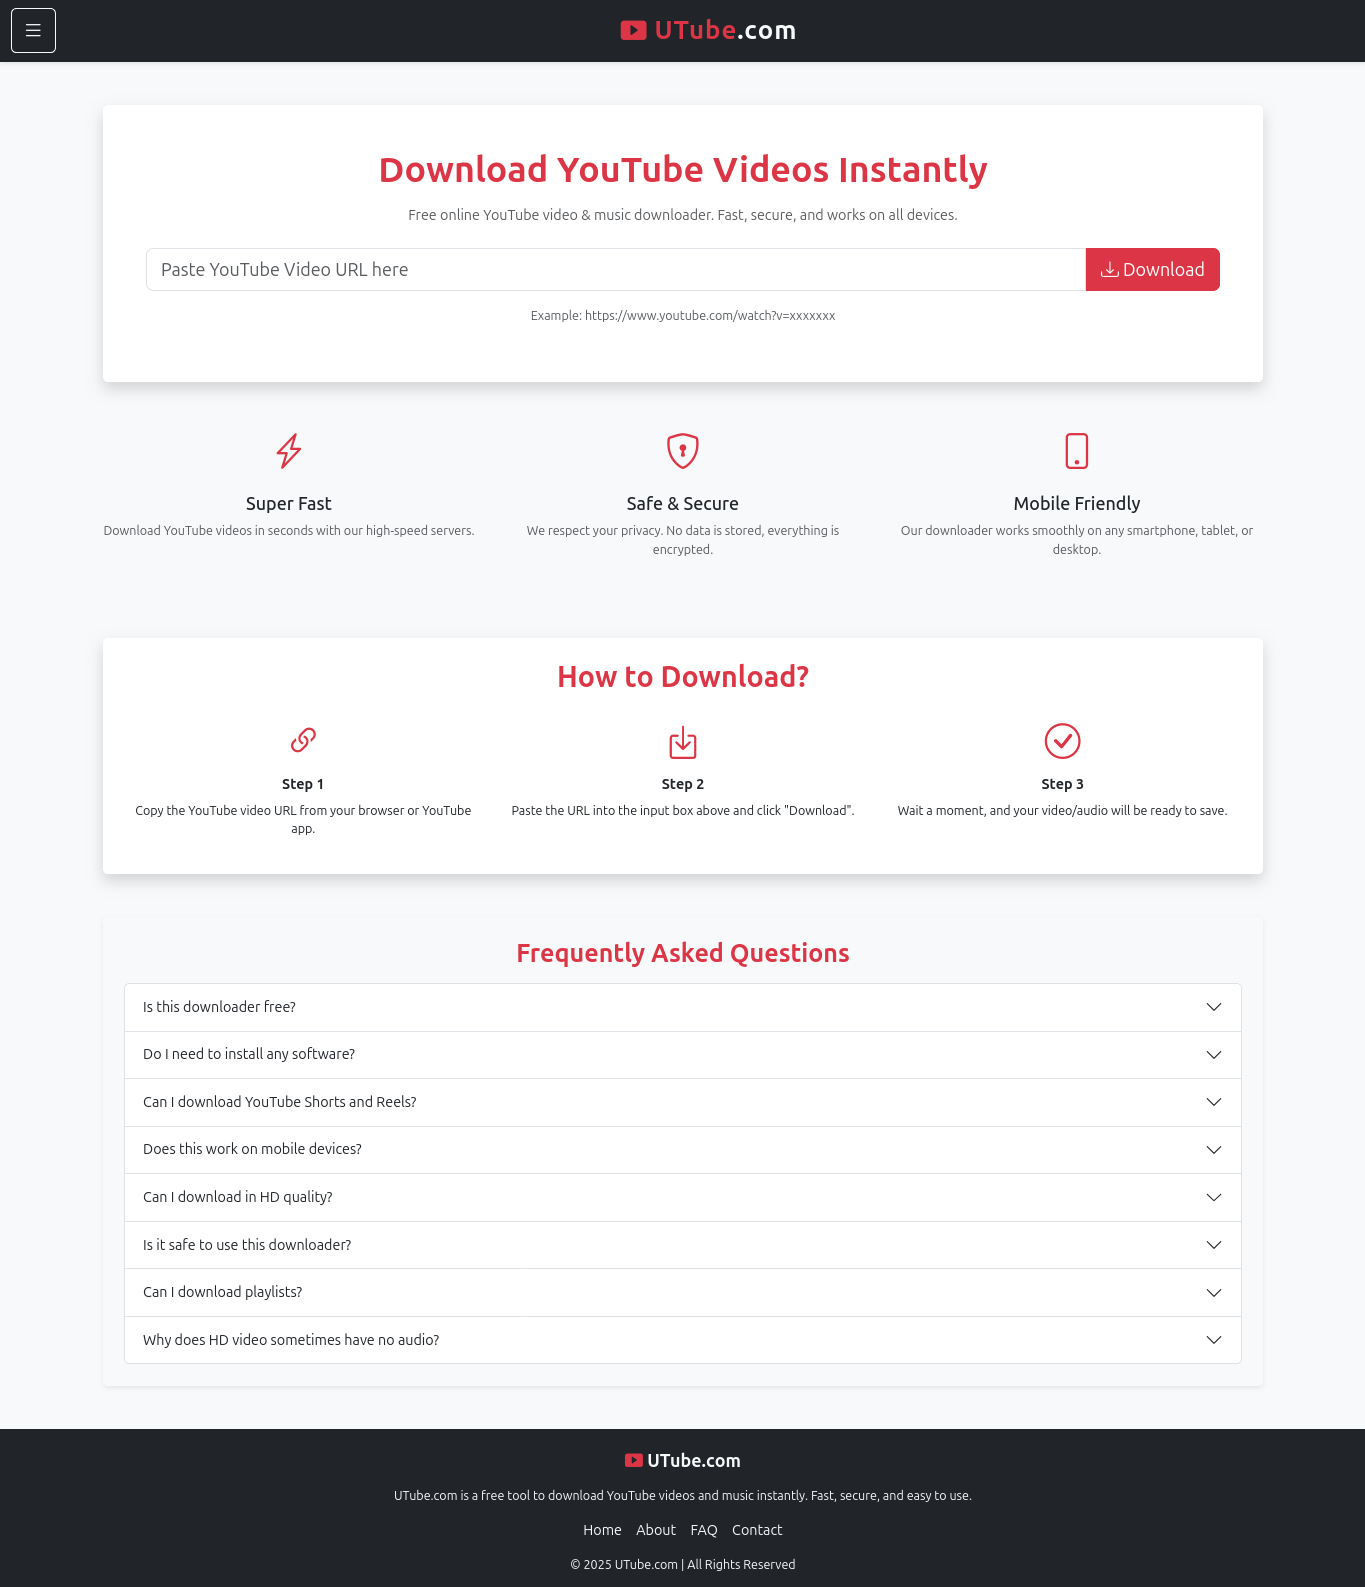 UTube.com
Download YouTube Videos Instantly
Free online YouTube video & music downloader. Fast, secure, and works on all devices.
Paste YouTube Video URL here
Download
Example: https://www.youtube.com/watch?v=xxxxxxx
Super Fast
Download YouTube videos in seconds with our high-speed servers.
Safe & Secure
We respect your privacy. No data is stored, everything is
encrypted.
Mobile Friendly
Our downloader works smoothly on any smartphone, tablet, or
desktop.
How to Download?
Step 1
Copy the YouTube video URL from your browser or YouTube
app.
Step 2
Paste the URL into the input box above and click "Download".
Step 3
Wait a moment, and your video/audio will be ready to save.
Frequently Asked Questions
Is this downloader free?
Do I need to install any software?
Can I download YouTube Shorts and Reels?
Does this work on mobile devices?
Can I download in HD quality?
Is it safe to use this downloader?
Can I download playlists?
Why does HD video sometimes have no audio?
UTube.com
UTube.com is a free tool to download YouTube videos and music instantly. Fast, secure, and easy to use.
Home About FAQ Contact
© 2025 UTube.com | All Rights Reserved